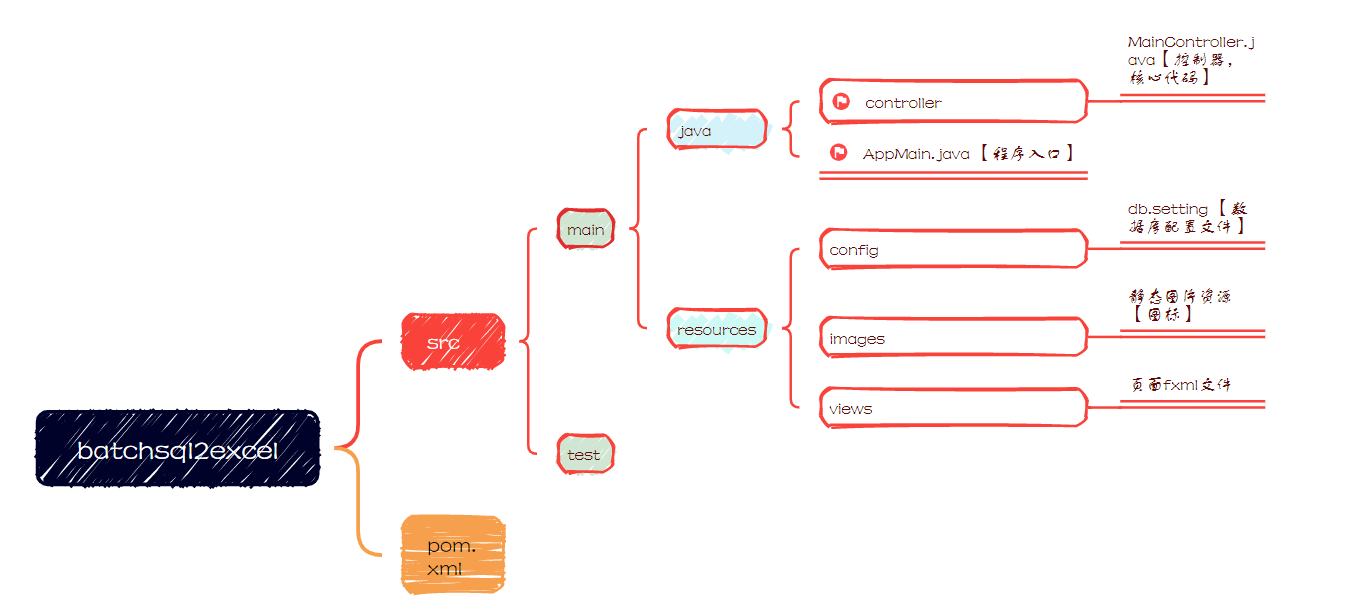 batchsql2excel
src
main
java
controller
MainController.j
ava【控制器，
核心代码】
AppMain.java【程序入口】
resources
config
db.setting【数
据库配置文件】
images
静态图片资源
【图标】
views
页面fxml文件
test
pom.
xml